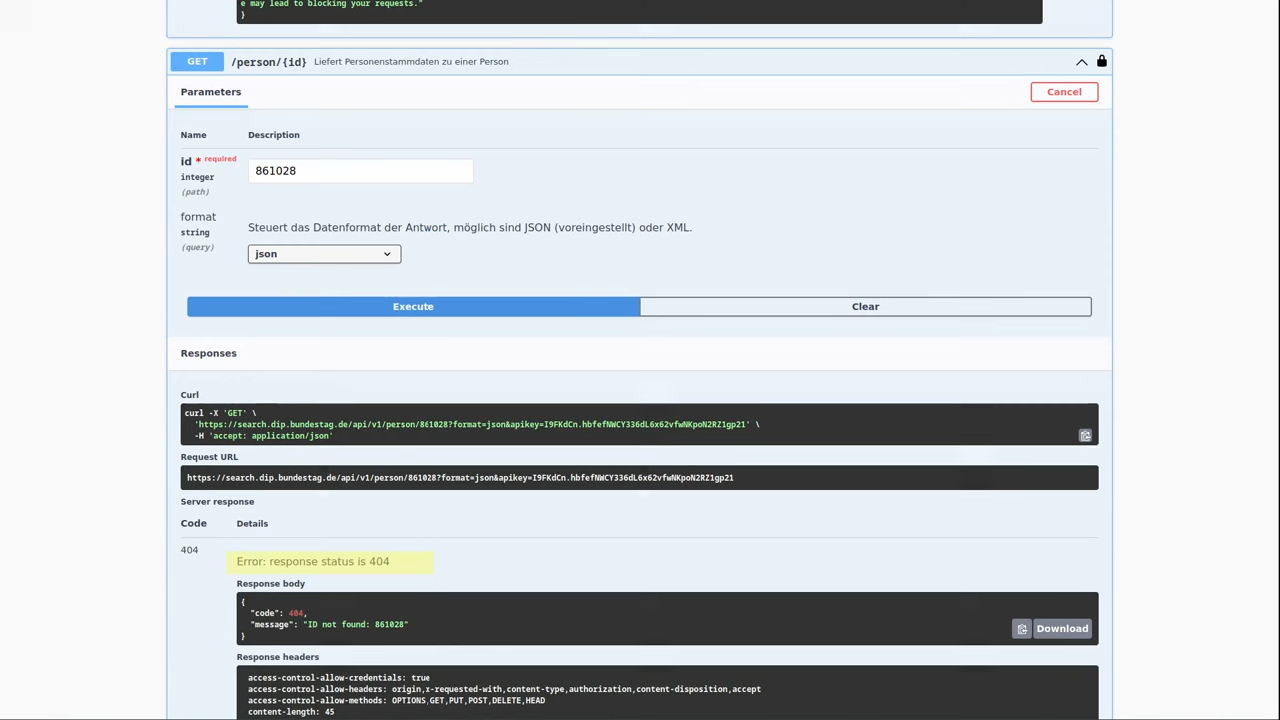 e may lead to blocking your requests."
}
GET /person/{id} Liefert Personenstammdaten zu einer Person
Parameters
Cancel
Name Description
id * required
integer
(path)
861028
format
string
(query)
Steuert das Datenformat der Antwort, möglich sind JSON (voreingestellt) oder XML.
json
Execute Clear
Responses
Curl
curl -X 'GET' \
'https://search.dip.bundestag.de/api/v1/person/861028?format=json&apikey=I9FKdCn.hbfefNWCY336dL6x62vfwNKpoN2RZ1gp21' \
-H 'accept: application/json'
Request URL
https://search.dip.bundestag.de/api/v1/person/861028?format=json&apikey=I9FKdCn.hbfefNWCY336dL6x62vfwNKpoN2RZ1gp21
Server response
Code Details
404
Error: response status is 404
Response body
{
"code": 404,
"message": "ID not found: 861028"
}
Download
Response headers
access-control-allow-credentials: true
access-control-allow-headers: origin,x-requested-with,content-type,authorization,content-disposition,accept
access-control-allow-methods: OPTIONS,GET,PUT,POST,DELETE,HEAD
content-length: 45